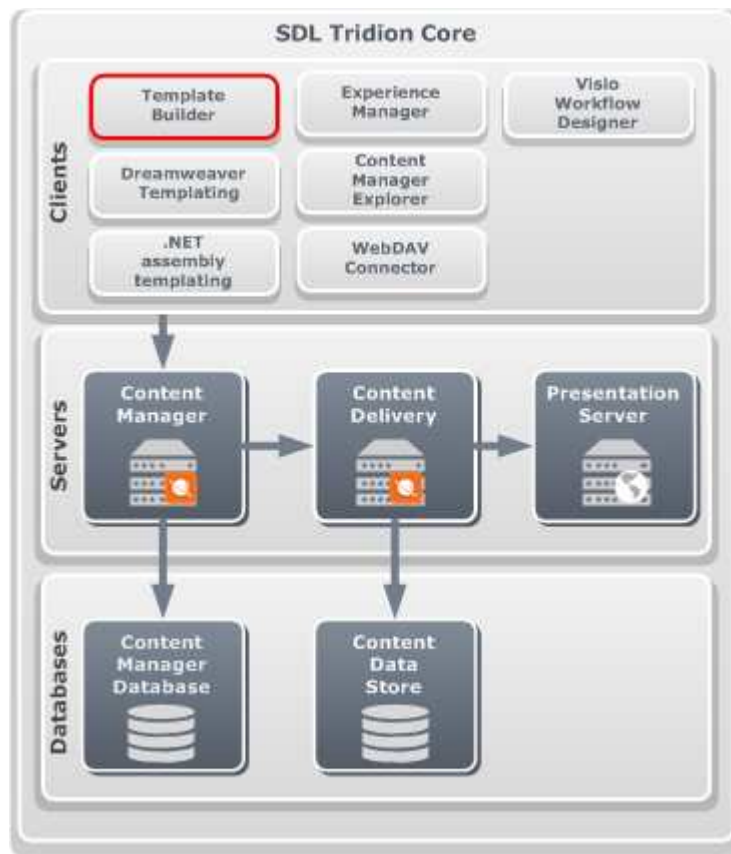 SDL Tridion Core
Clients
Template
Builder
Experience
Manager
Visio
Workflow
Designer
Dreamweaver
Templating
Content
Manager
Explorer
.NET
assembly
templating
WebDAV
Connector
Servers
Content
Manager
Content
Delivery
Presentation
Server
Databases
Content
Manager
Database
Content
Data
Store